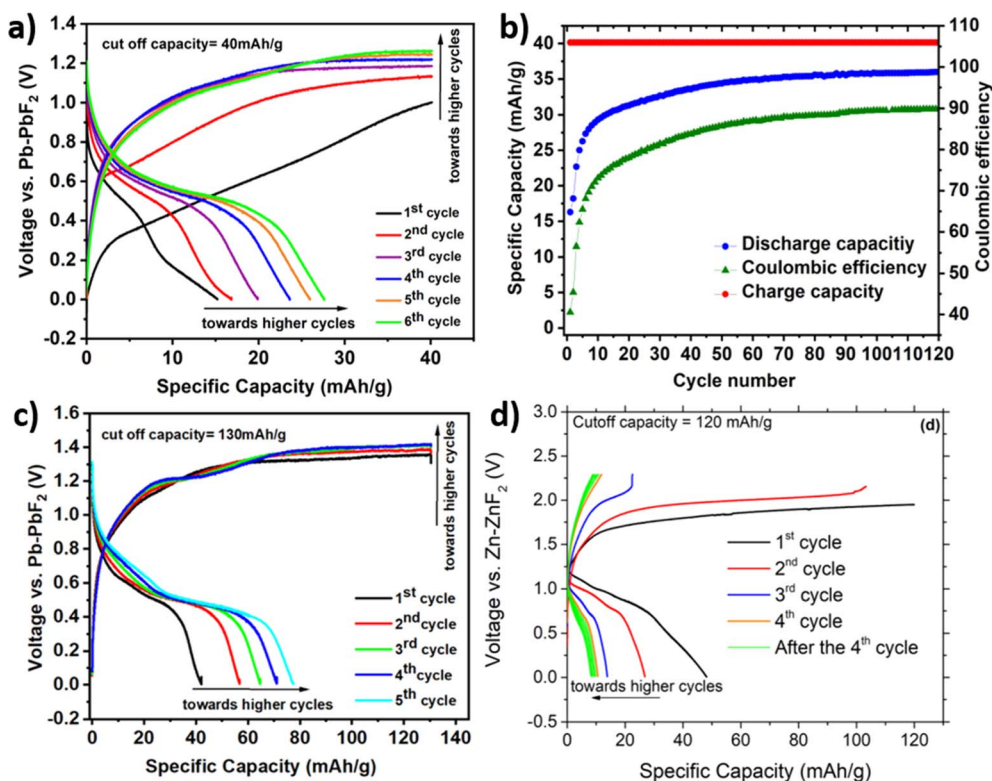 a)
cut off capacity= 40mAh/g
towards higher cycles
1st cycle
2nd cycle
3rd cycle
4th cycle
5th cycle
6th cycle
towards higher cycles
1.4
1.2
1.0
0.8
0.6
0.4
0.2
0.0
-0.2
Voltage vs. Pb-PbF2 (V)
0 10 20 30 40
Specific Capacity (mAh/g)
b)
45
40
35
30
25
20
15
10
5
0
Specific Capacity (mAh/g)
110
100
90
80
70
60
50
40
Coulombic efficiency
Discharge capacitiy
Coulombic efficiency
Charge capacity
0 10 20 30 40 50 60 70 80 90 100 110 120
Cycle number
c)
cut off capacity= 130mAh/g
towards higher cycles
1st cycle
2nd cycle
3rd cycle
4th cycle
5th cycle
towards higher cycles
1.6
1.4
1.2
1.0
0.8
0.6
0.4
0.2
0.0
-0.2
Voltage vs. Pb-PbF2 (V)
0 20 40 60 80 100 120 140
Specific Capacity (mAh/g)
d)
Cutoff capacity = 120 mAh/g
(d)
1st cycle
2nd cycle
3rd cycle
4th cycle
After the 4th cycle
towards higher cycles
3.0
2.5
2.0
1.5
1.0
0.5
0.0
-0.5
Voltage vs. Zn-ZnF2 (V)
0 20 40 60 80 100 120
Specific Capacity (mAh/g)